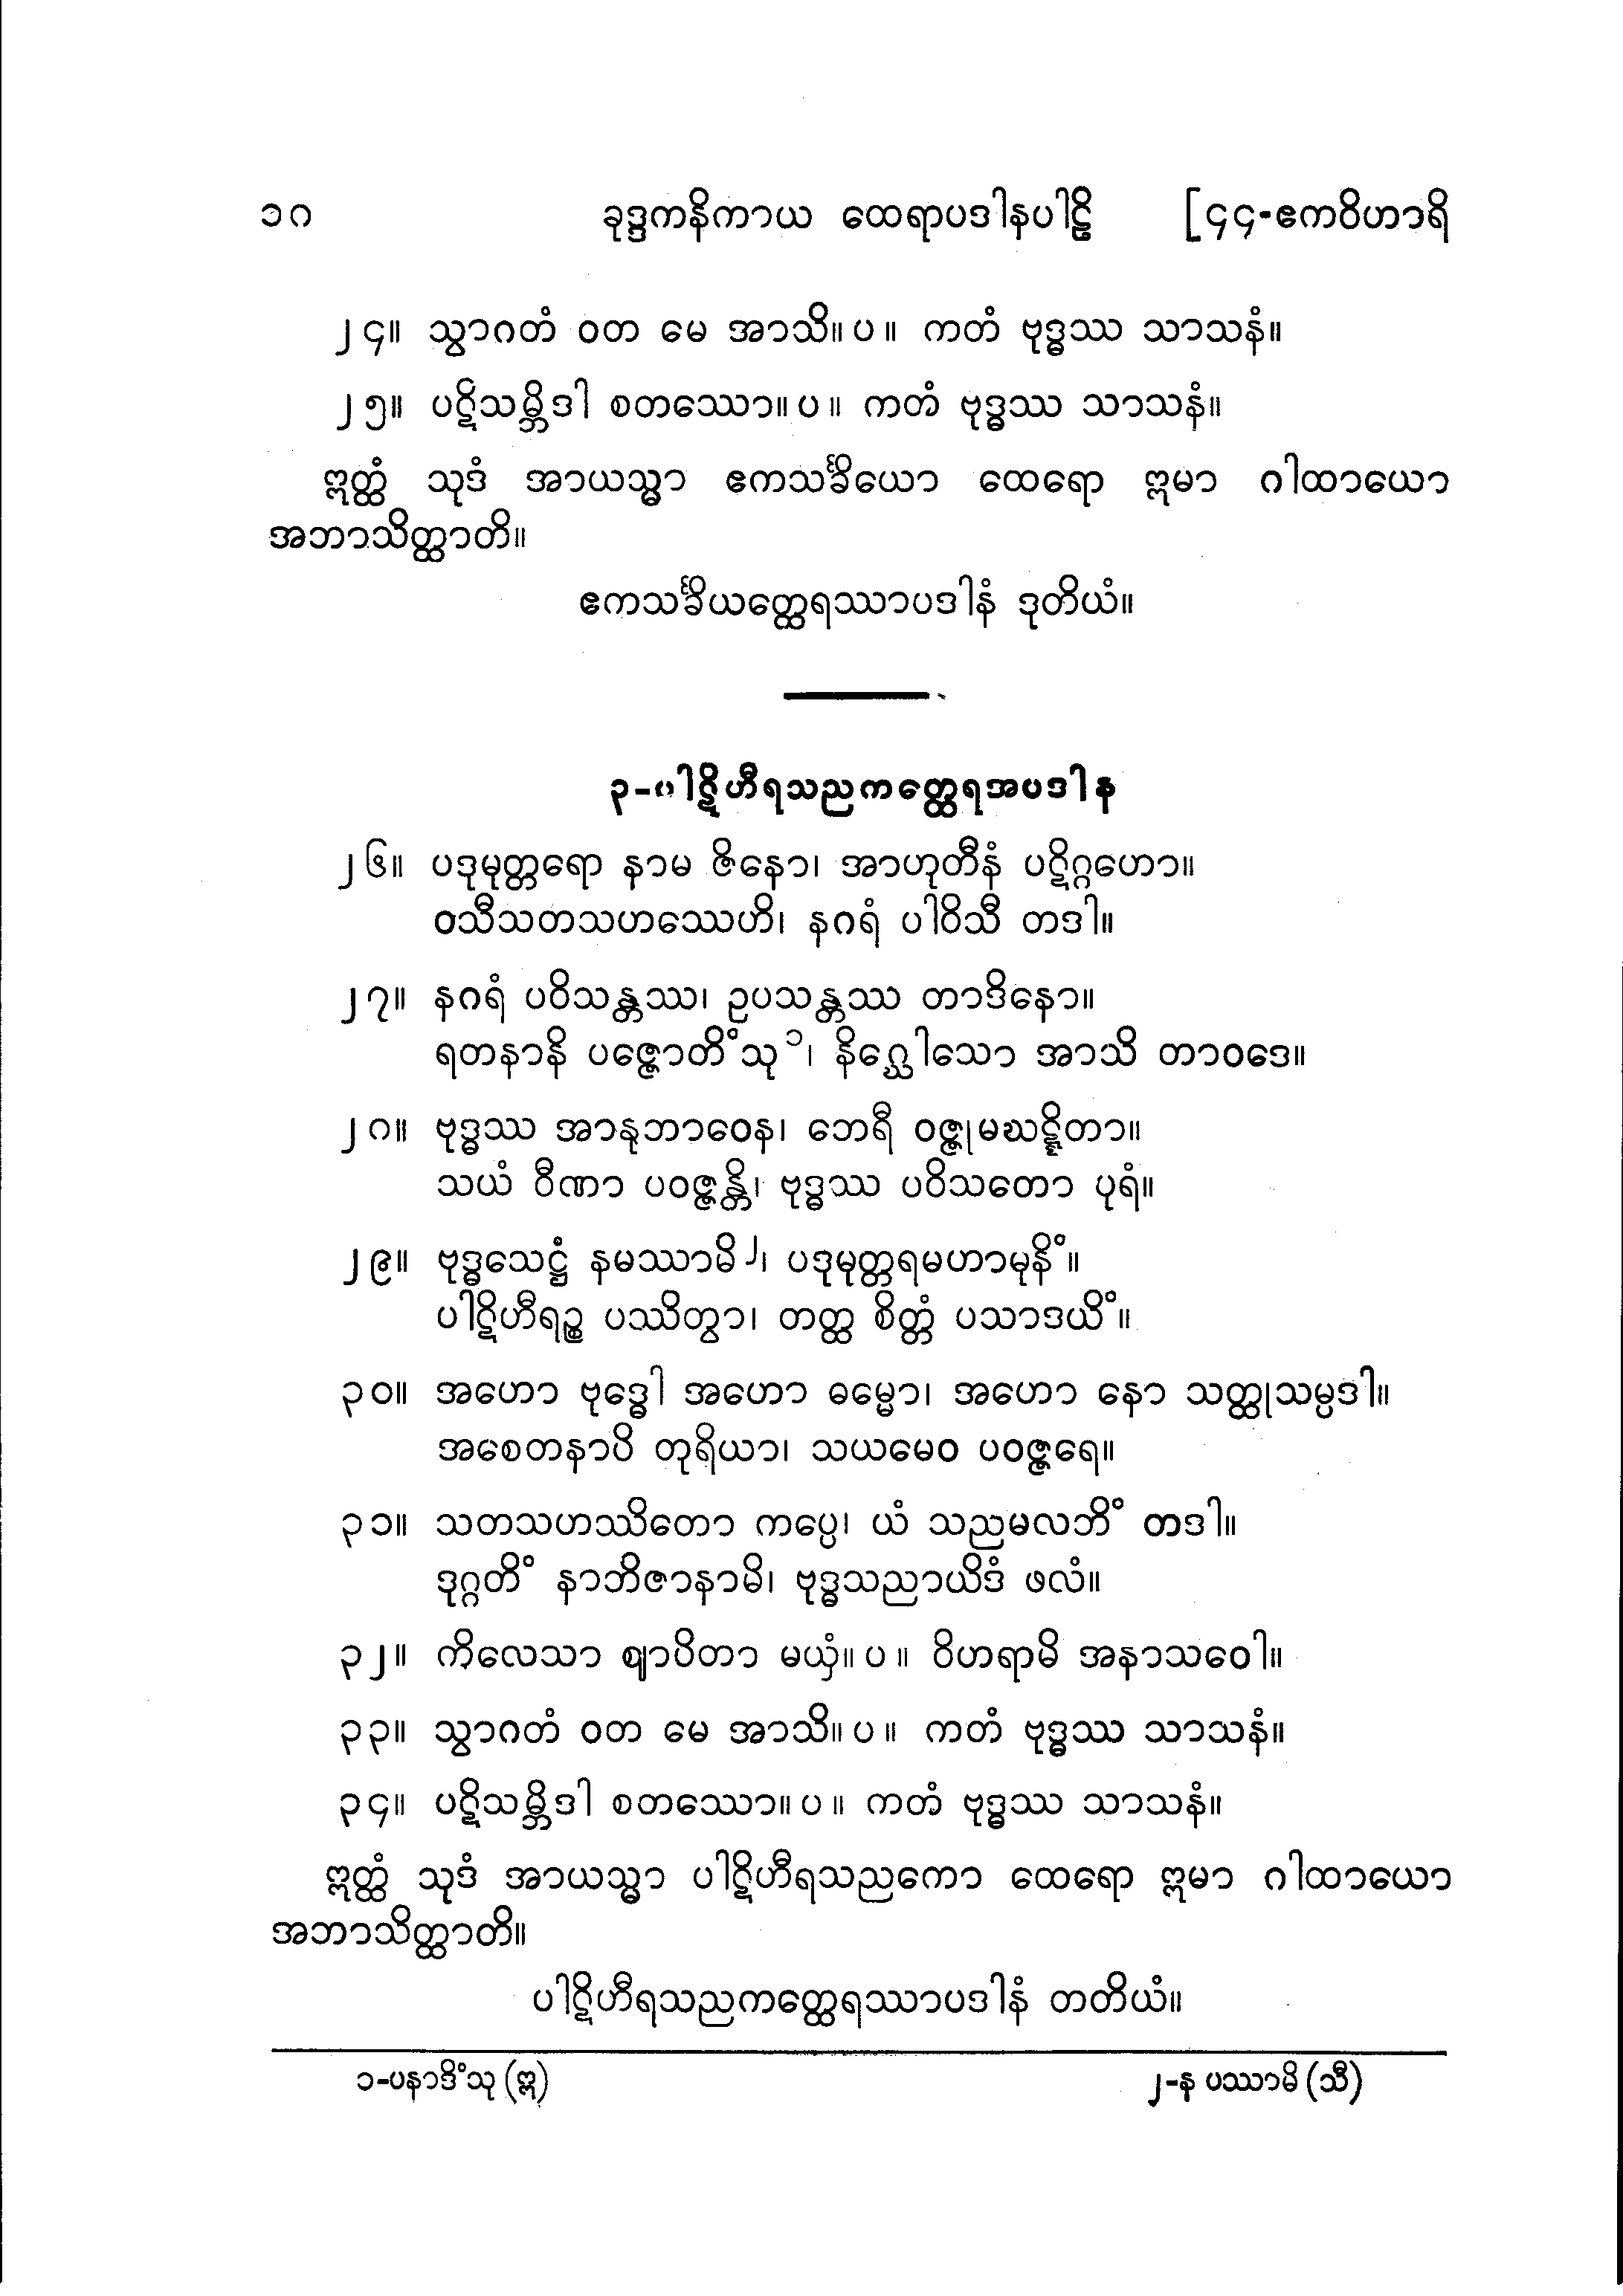 ၁၈ ခုဒ္ဒကနိကာယ ထေရာပဒါနပါဠိ [၄၄-ဧကဝိဟာရိ
၂၄။ သွာဂတံ ဝတ မေ အာသိ။ပ။ ကတံ ဗုဒ္ဓဿ သာသနံ။
၂၅။ ပဋိသမ္ဘိဒါ စတဿော။ပ။ ကတံ ဗုဒ္ဓဿ သာသနံ။
ဣတ္ထံ သုဒံ အာယသ္မာ ဧကသင်္ခိယော ထေရော ဣမာ ဂါထာယော
အဘာသိတ္ထာတိ။
ဧကသင်္ခိယတ္ထေရဿာပဒါနံ ဒုတိယံ။
၃-ပါဋိဟီရသညကတ္ထေရအပဒါန
၂၆။ ပဒုမုတ္တရော နာမ ဇိနော၊ အာဟုတီနံ ပဋိဂ္ဂဟော။
ဝသီသတသဟဿေဟိ၊ နဂရံ ပါဝိသီ တဒါ။
၂၇။ နဂရံ ပဝိသန္တဿ၊ ဥပသန္တဿ တာဒိနော။
ရတနာနိ ပဇ္ဇောတိံသု၁၊ နိဂ္ဃေါသော အာသိ တာဝဒေ။
၂၈။ ဗုဒ္ဓဿ အာနုဘာဝေန၊ ဘေရီ ဝဇ္ဇုမဃဋ္ဋိတာ။
သယံ ဝီဏာ ပဝဇ္ဇန္တိ၊ ဗုဒ္ဓဿ ပဝိသတော ပုရံ။
၂၉။ ဗုဒ္ဓသေဋ္ဌံ နမဿာမိ၂၊ ပဒုမုတ္တရမဟာမုနိံ။
ပါဋိဟီရဉ္စ ပဿိတွာ၊ တတ္ထ စိတ္တံ ပသာဒယိံ။
၃၀။ အဟော ဗုဒ္ဓေါ အဟော ဓမ္မော၊ အဟော နော သတ္ထုသမ္ပဒါ။
အစေတနာပိ တုရိယာ၊ သယမေဝ ပဝဇ္ဇရေ။
၃၁။ သတသဟဿိတော ကပ္ပေ၊ ယံ သညမလဘိံ တဒါ။
ဒုဂ္ဂတိံ နာဘိဇာနာမိ၊ ဗုဒ္ဓသညာယိဒံ ဖလံ။
၃၂။ ကိလေသာ ဈာပိတာ မယှံ။ပ။ ဝိဟရာမိ အနာသဝေါ။
၃၃။ သွာဂတံ ဝတ မေ အာသိ။ပ။ ကတံ ဗုဒ္ဓဿ သာသနံ။
၃၄။ ပဋိသမ္ဘိဒါ စတဿော။ပ။ ကတံ ဗုဒ္ဓဿ သာသနံ။
ဣတ္ထံ သုဒံ အာယသ္မာ ပါဋိဟီရသညကော ထေရော ဣမာ ဂါထာယော
အဘာသိတ္ထာတိ။
ပါဋိဟီရသညကတ္ထေရဿာပဒါနံ တတိယံ။
၁-ပနာဒိံသု (ဣ) ၂-န ပဿာမိ (သီ)